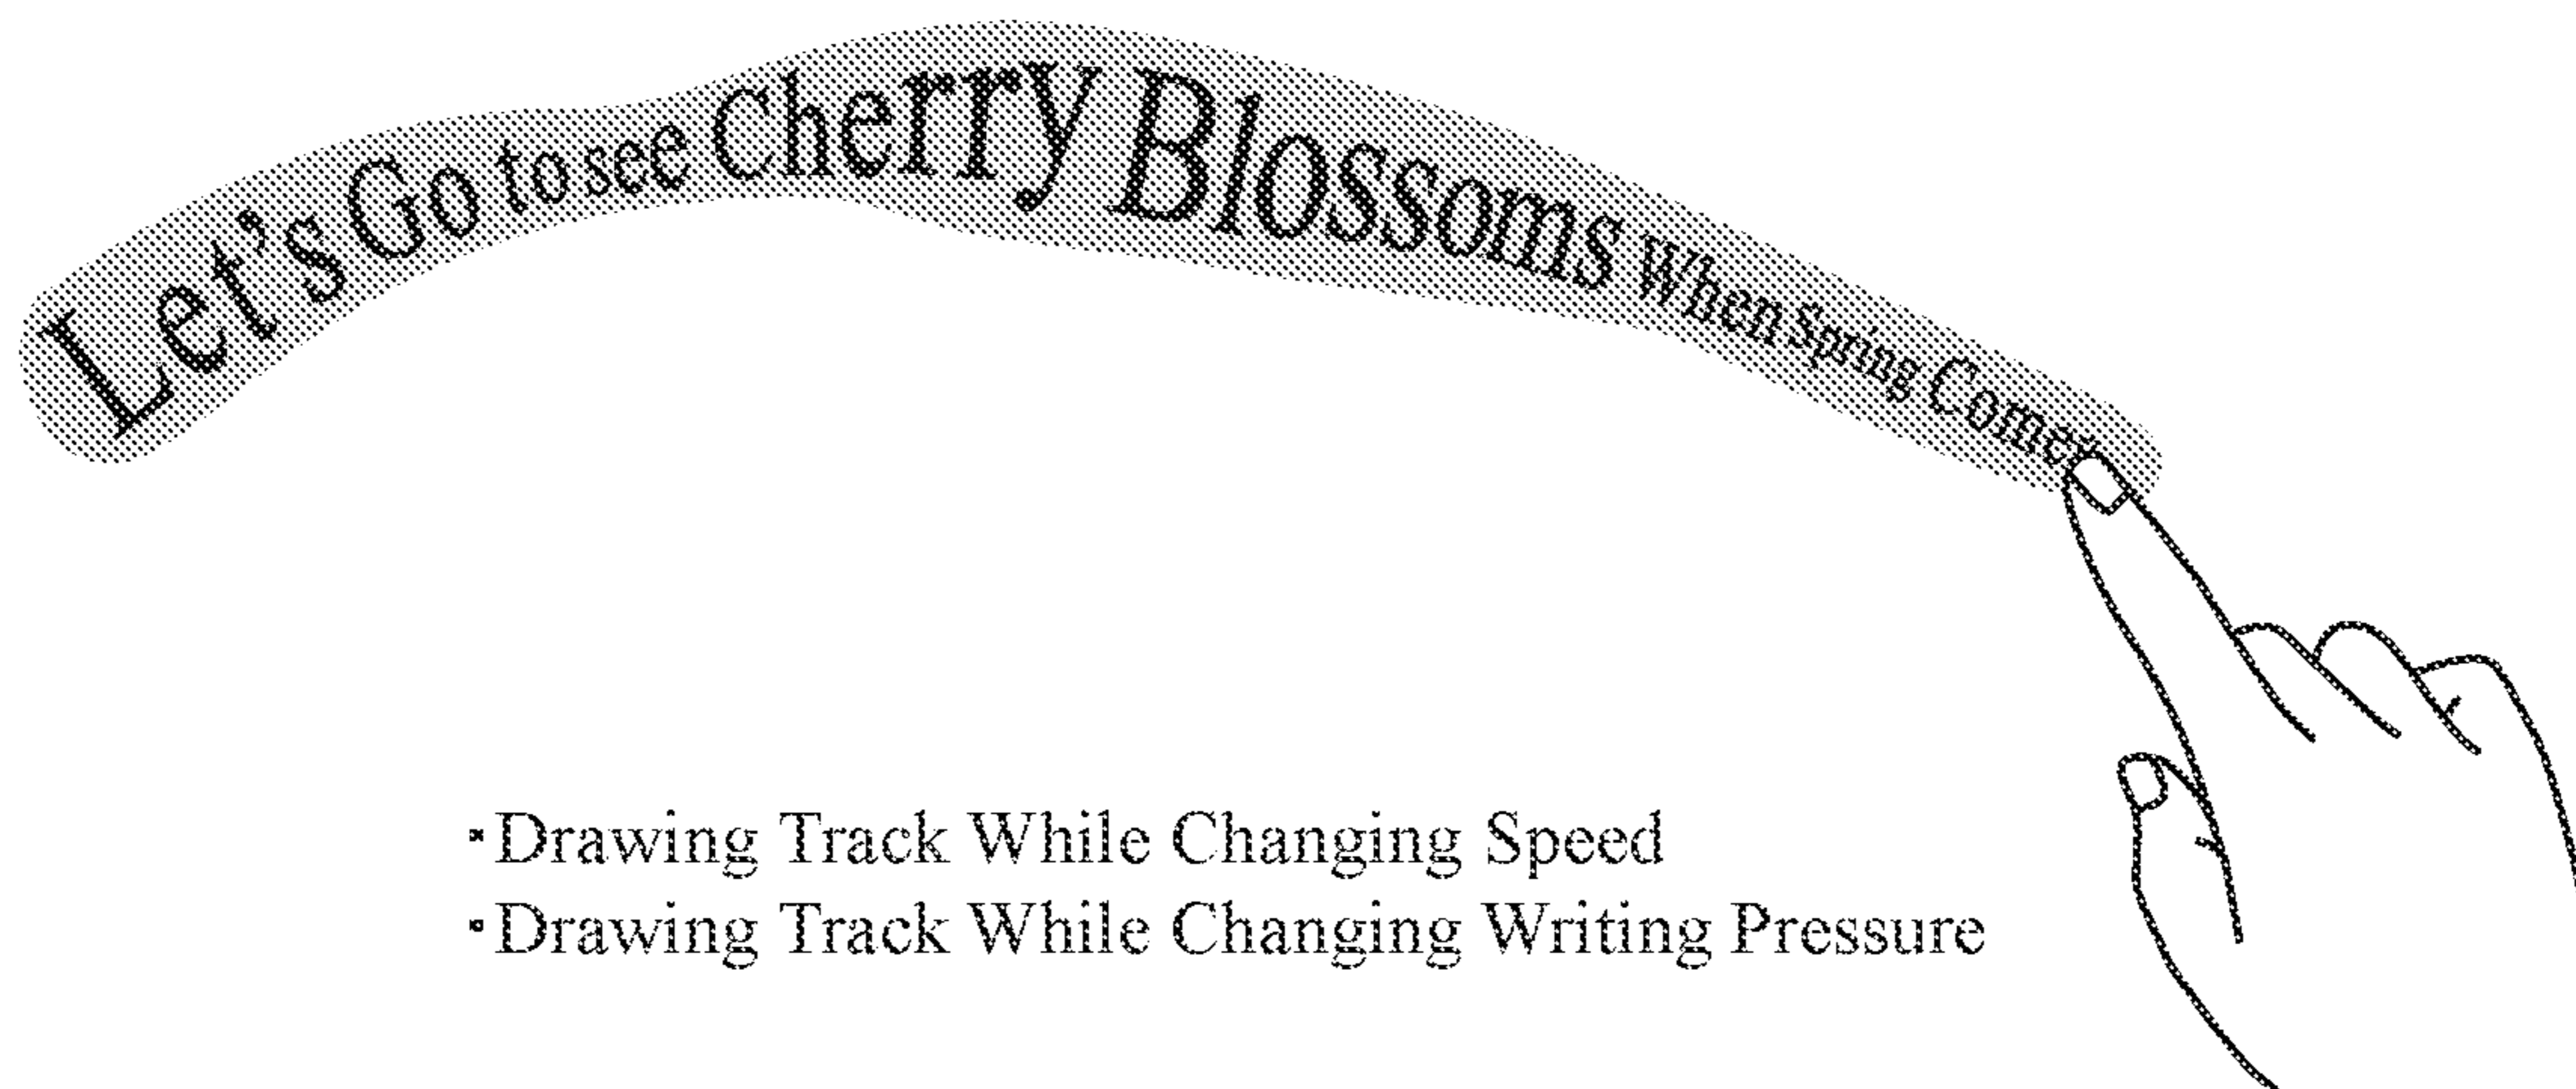 Let's Go to see Cherry Blossoms When Spring Come
・Drawing Track While Changing Speed
・Drawing Track While Changing Writing Pressure